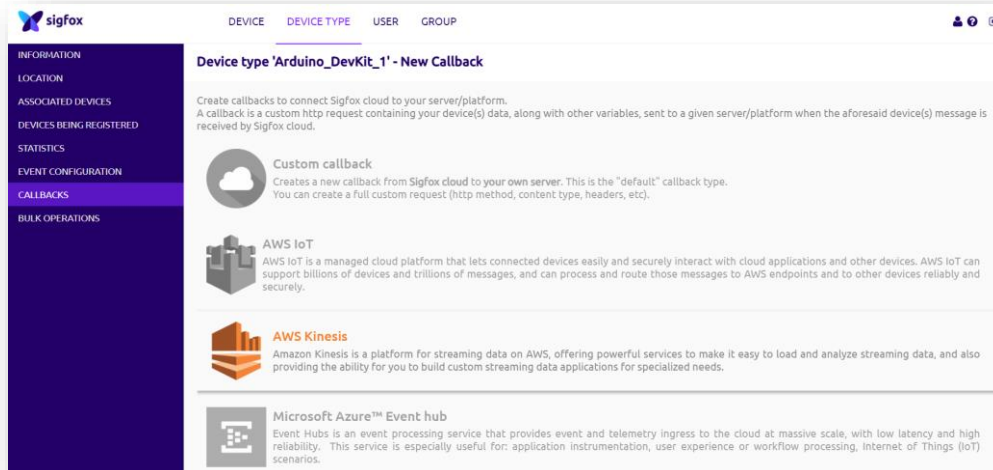 sigfox
DEVICE DEVICE TYPE USER GROUP
INFORMATION
LOCATION
ASSOCIATED DEVICES
DEVICES BEING REGISTERED
STATISTICS
EVENT CONFIGURATION
CALLBACKS
BULK OPERATIONS
Device type 'Arduino_DevKit_1' - New Callback
Create callbacks to connect Sigfox cloud to your server/platform.
A callback is a custom http request containing your device(s) data, along with other variables, sent to a given server/platform when the aforesaid device(s) message is
received by Sigfox cloud.
Custom callback
Creates a new callback from Sigfox cloud to your own server. This is the "default" callback type.
You can create a full custom request (http method, content type, headers, etc).
AWS IoT
AWS IoT is a managed cloud platform that lets connected devices easily and securely interact with cloud applications and other devices. AWS IoT can
support billions of devices and trillions of messages, and can process and route those messages to AWS endpoints and to other devices reliably and
securely.
AWS Kinesis
Amazon Kinesis is a platform for streaming data on AWS, offering powerful services to make it easy to load and analyze streaming data, and also
providing the ability for you to build custom streaming data applications for specialized needs.
Microsoft Azure™ Event hub
Event Hubs is an event processing service that provides event and telemetry ingress to the cloud at massive scale, with low latency and high
reliability. This service is especially useful for: application instrumentation, user experience or workflow processing, Internet of Things (IoT)
scenarios.